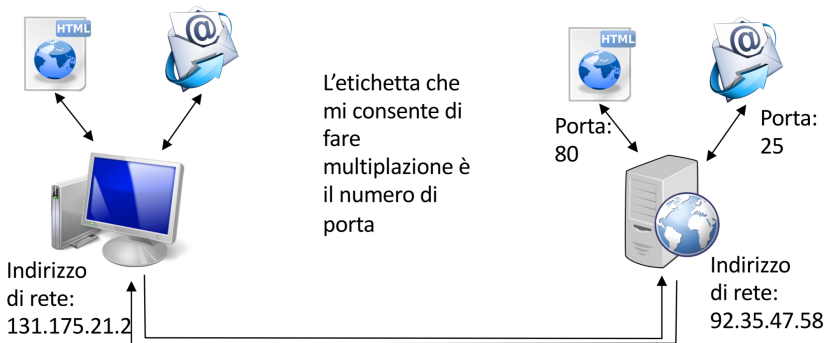 HTML
@
L'etichetta che
mi consente di
fare
multiplazione è
il numero di
porta
HTML
@
Porta:
80
Porta:
25
Indirizzo
di rete:
131.175.21.2
Indirizzo
di rete:
92.35.47.58